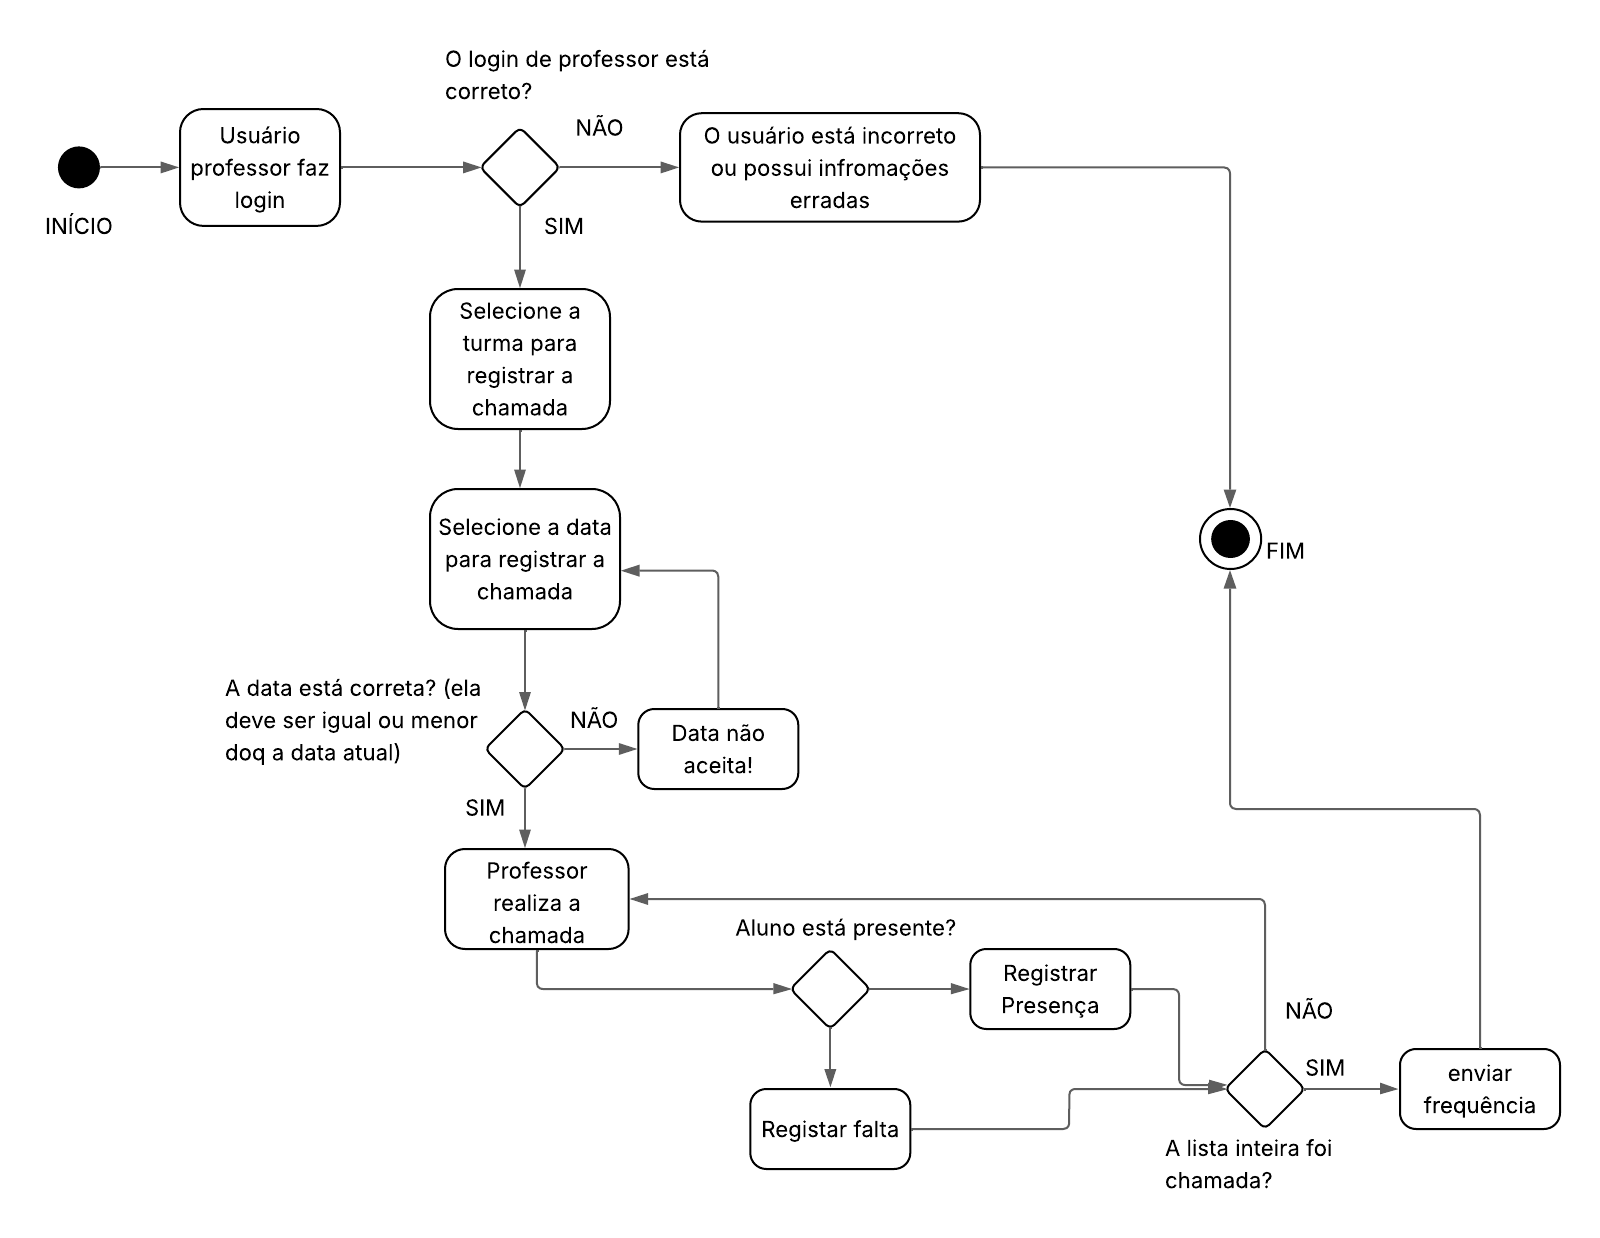 O login de professor está
correto?
NÃO
Usuário
professor faz
login
O usuário está incorreto
ou possui infromações
erradas
INÍCIO
SIM
Selecione a
turma para
registrar a
chamada
Selecione a data
para registrar a
chamada
FIM
A data está correta? (ela
deve ser igual ou menor
doq a data atual)
NÃO
Data não
aceita!
SIM
Professor
realiza a
chamada
Aluno está presente?
Registrar
Presença
NÃO
SIM
enviar
frequência
Registar falta
A lista inteira foi
chamada?